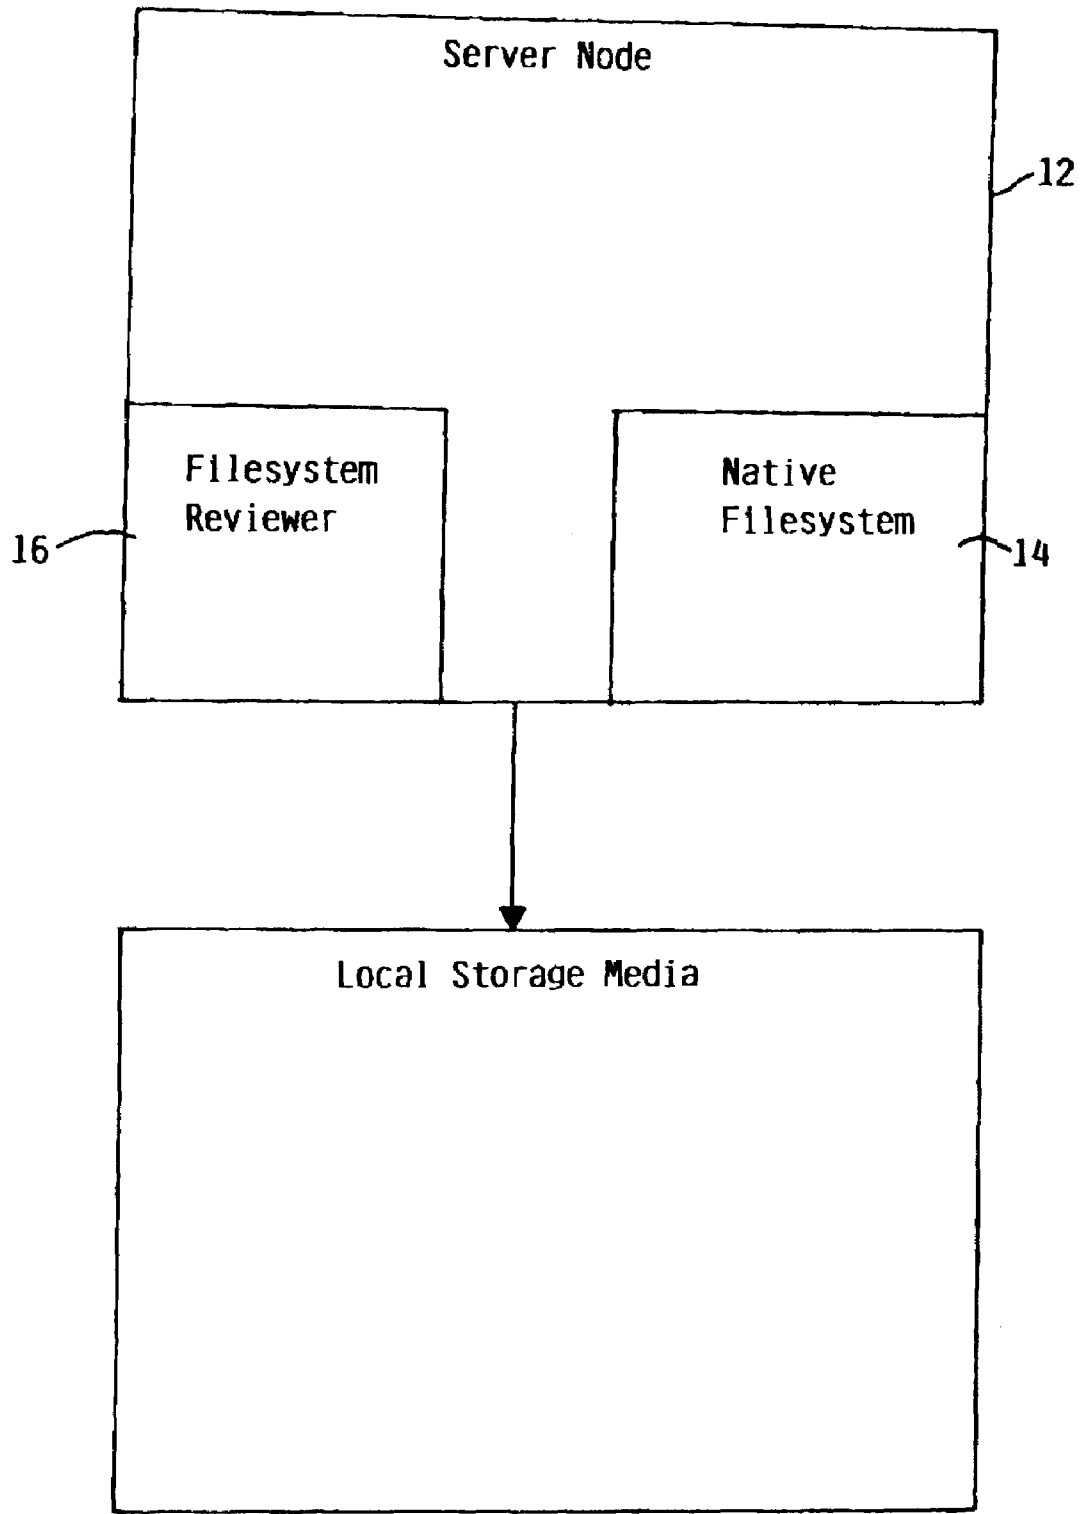 Server Node
12
Filesystem
Reviewer
16
Native
Filesystem
14
Local Storage Media